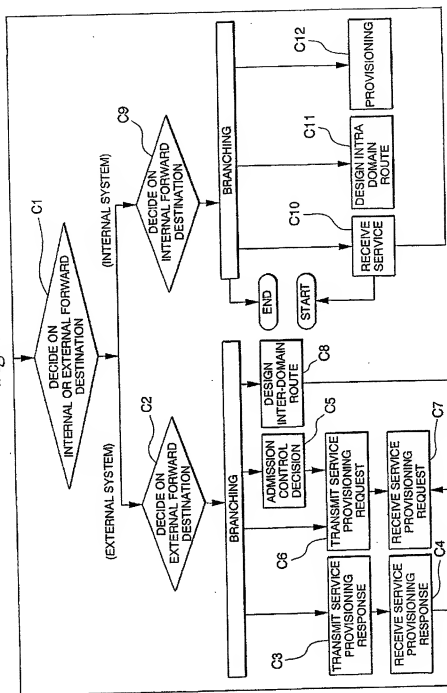 C1
DECIDE ON
INTERNAL OR EXTERNAL FORWARD
DESTINATION
(EXTERNAL SYSTEM)
(INTERNAL SYSTEM)
C2
DECIDE ON
EXTERNAL FORWARD
DESTINATION
C9
DECIDE ON
INTERNAL FORWARD
DESTINATION
BRANCHING
BRANCHING
C3
TRANSMIT SERVICE
PROVISIONING
RESPONSE
RECEIVE SERVICE
PROVISIONING
RESPONSE
C4
C6
ADMISSION
CONTROL
DECISION
C5
TRANSMIT SERVICE
PROVISIONING
REQUEST
RECEIVE SERVICE
PROVISIONING
REQUEST
C7
DESIGN
INTER-DOMAIN
ROUTE
C8
END
START
C10
RECEIVE
SERVICE
C11
DESIGN INTRA
DOMAIN
ROUTE
C12
PROVISIONING